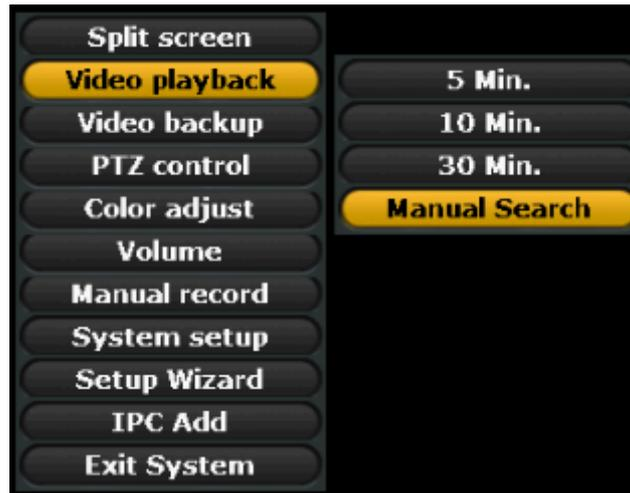 Split screen
Video playback
Video backup
PTZ control
Color adjust
Volume
Manual record
System setup
Setup Wizard
IPC Add
Exit System
5 Min.
10 Min.
30 Min.
Manual Search